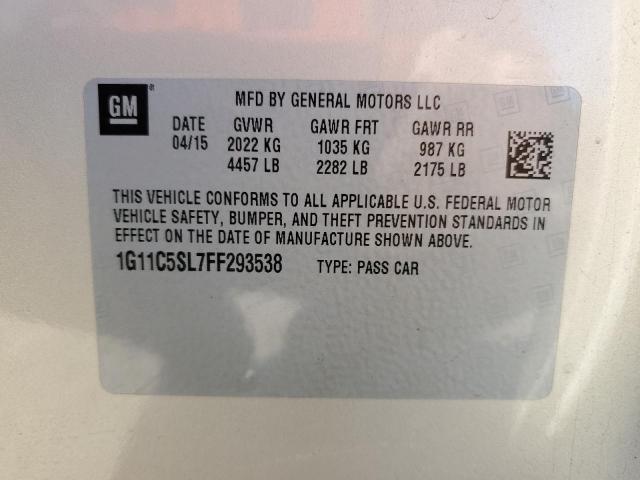 GM
MFD BY GENERAL MOTORS LLC
DATE GVWR GAWR FRT GAWR RR
04/15 2022 KG 1035 KG 987 KG
4457 LB 2282 LB 2175 LB
THIS VEHICLE CONFORMS TO ALL APPLICABLE U.S. FEDERAL MOTOR
VEHICLE SAFETY, BUMPER, AND THEFT PREVENTION STANDARDS IN
EFFECT ON THE DATE OF MANUFACTURE SHOWN ABOVE.
1G11C5SL7FF293538 TYPE: PASS CAR